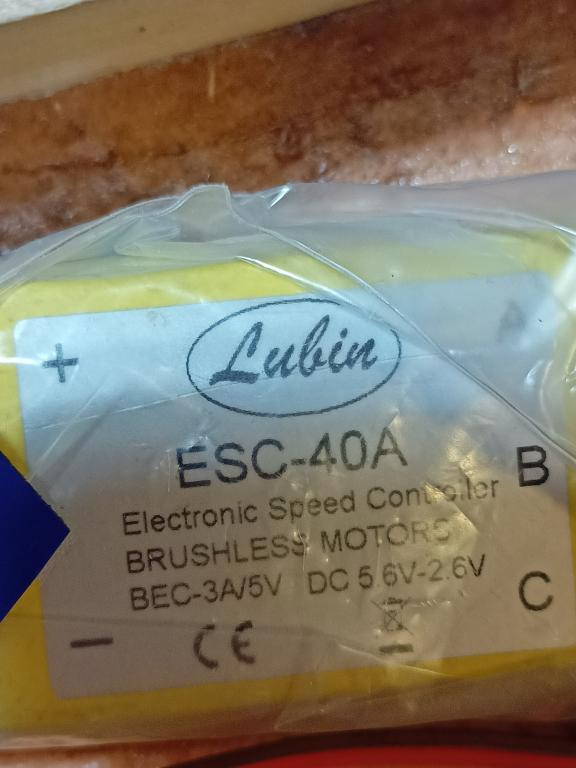 A
+
Lubin
ESC-40A
B
Electronic Speed Controller
BRUSHLESS MOTORS
BEC-3A/5V DC 5.6V-2.6V
C
− CE